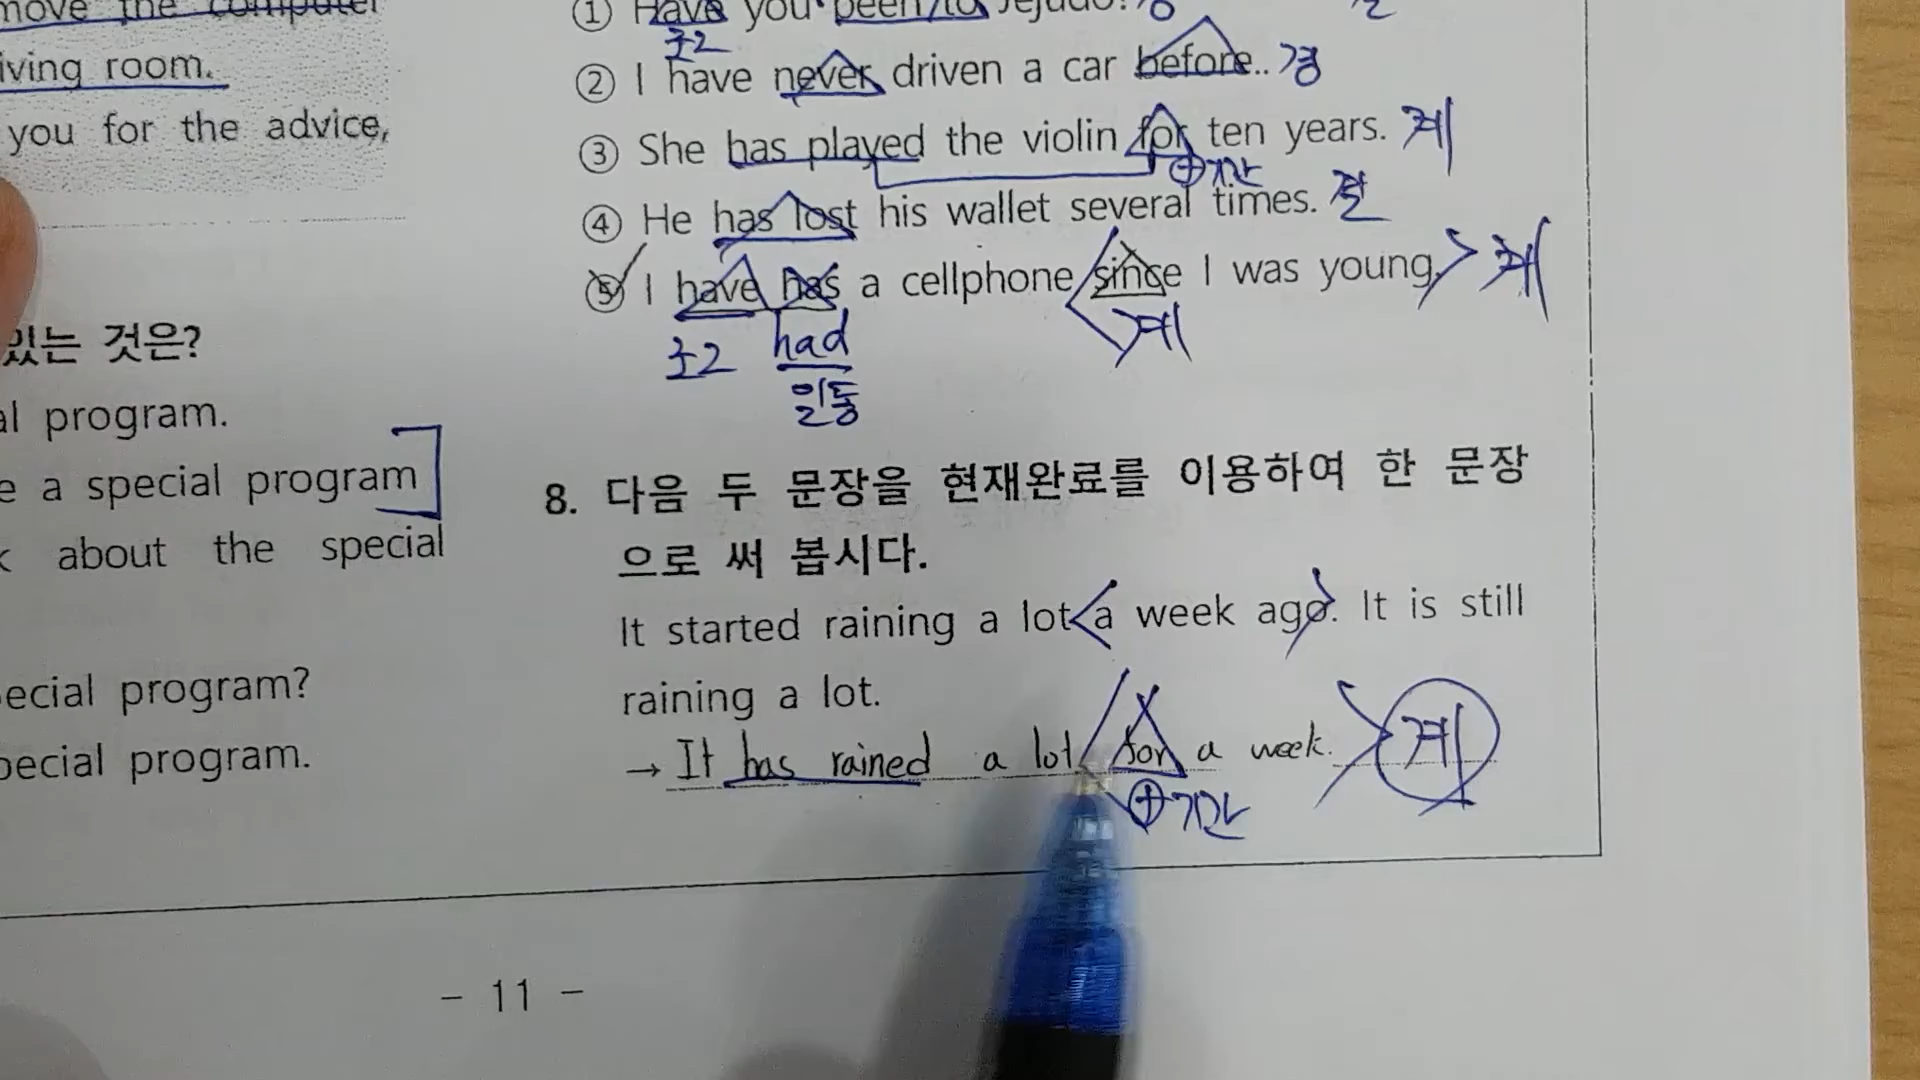 move the computer
iving room.
you for the advice,
있는 것은?
al program.
e a special program
k about the special
ecial program?
pecial program.
① Have you been to Jejudo? 경
② I have never driven a car before.. 경
③ She has played the violin for ten years. 계
⊕기간
④ He has lost his wallet several times.
⑤ I have has a cellphone since I was young. 계
had
계
일동
8. 다음 두 문장을 현재완료를 이용하여 한 문장
으로 써 봅시다.
It started raining a lot a week ago. It is still
raining a lot.
→ It has rained a lot for a week. 계
⊕기간
- 11 -